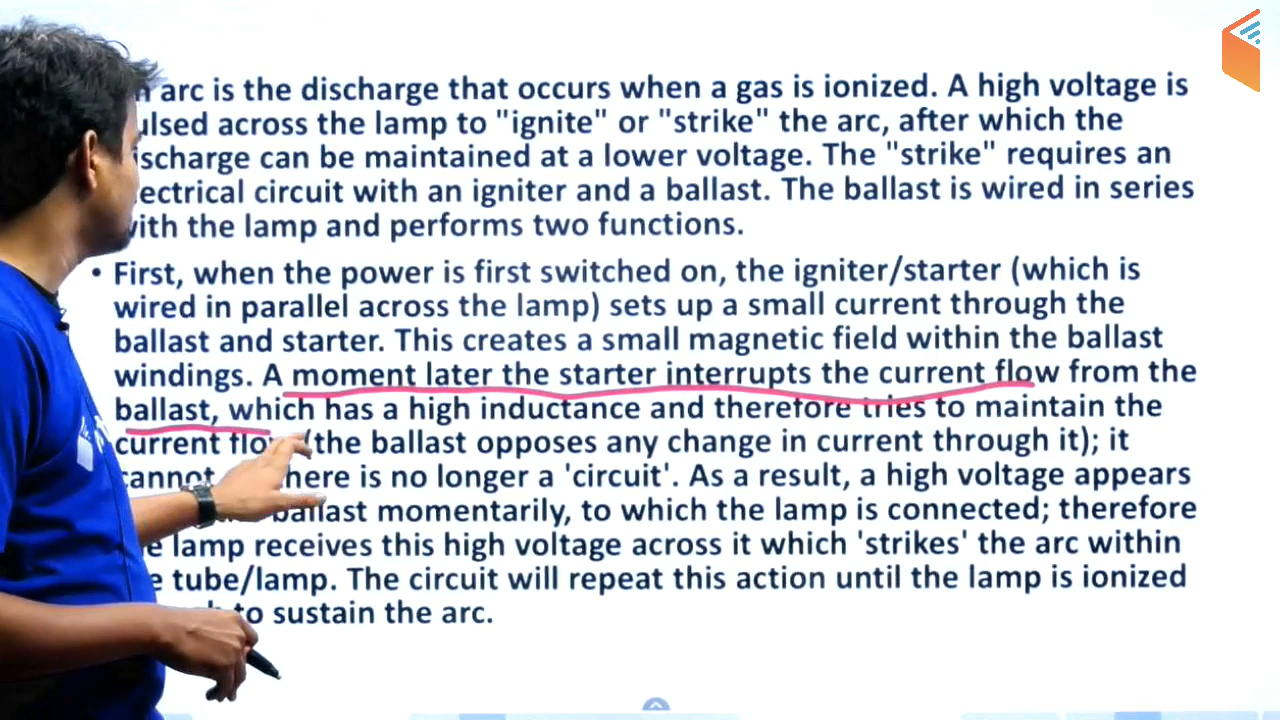 arc is the discharge that occurs when a gas is ionized. A high voltage is
across the lamp to "ignite" or "strike" the arc, after which the
can be maintained at a lower voltage. The "strike" requires an
circuit with an igniter and a ballast. The ballast is wired in series
the lamp and performs two functions.
• First, when the power is first switched on, the igniter/starter (which is
wired in parallel across the lamp) sets up a small current through the
ballast and starter. This creates a small magnetic field within the ballast
windings. A moment later the starter interrupts the current flow from the
ballast, which has a high inductance and therefore tries to maintain the
current flow (the ballast opposes any change in current through it); it
cannot here is no longer a 'circuit'. As a result, a high voltage appears
ballast momentarily, to which the lamp is connected; therefore
lamp receives this high voltage across it which 'strikes' the arc within
tube/lamp. The circuit will repeat this action until the lamp is ionized
to sustain the arc.